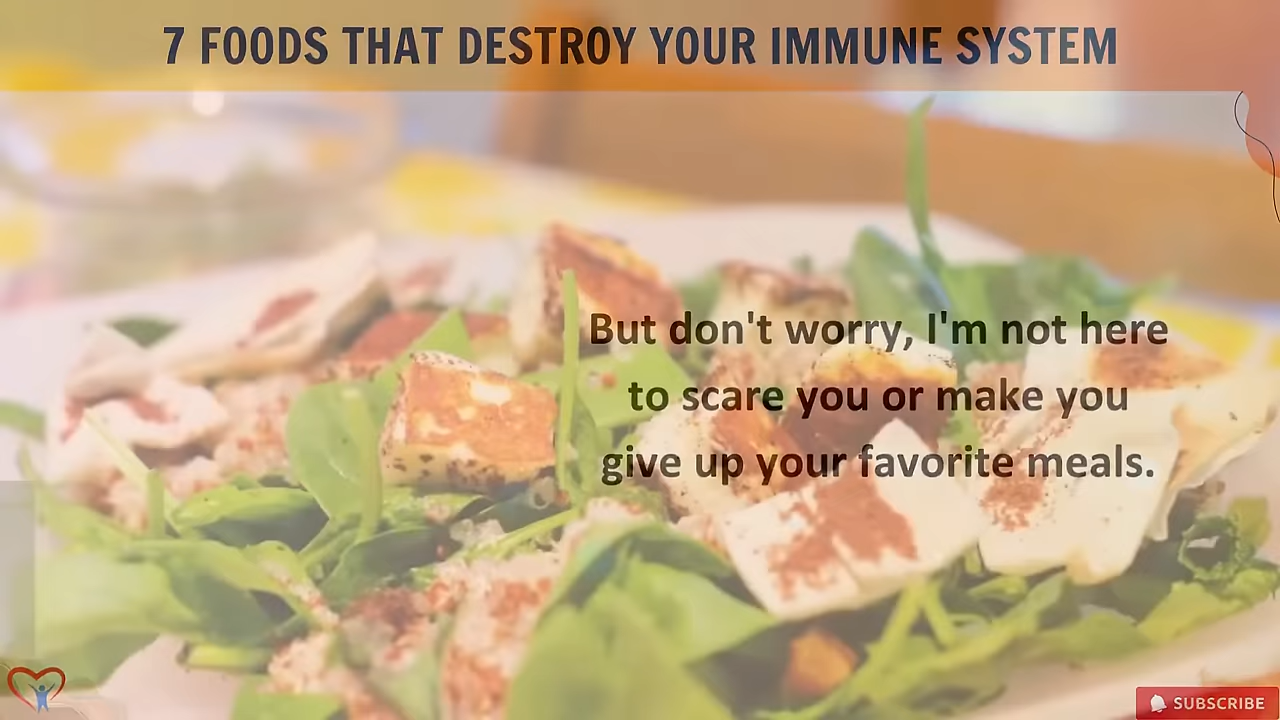 7 FOODS THAT DESTROY YOUR IMMUNE SYSTEM
But don't worry, I'm not here
to scare you or make you
give up your favorite meals.
SUBSCRIBE